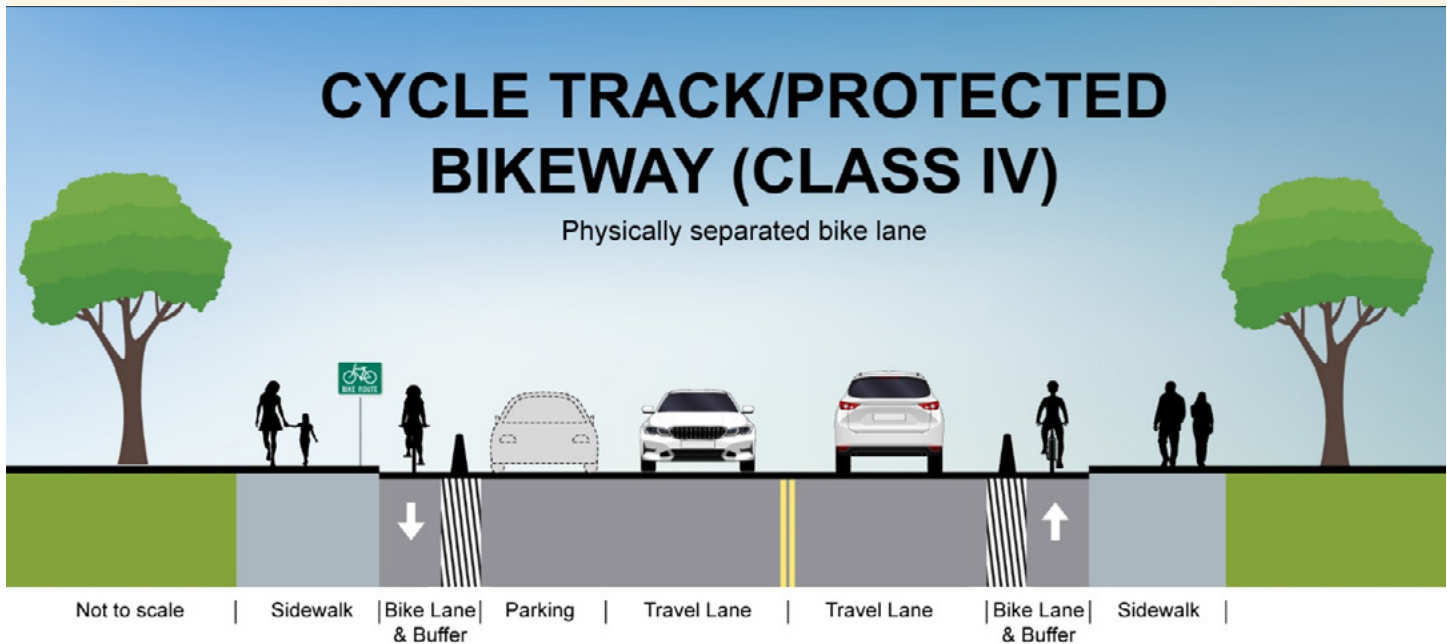 CYCLE TRACK/PROTECTED
BIKEWAY (CLASS IV)
Physically separated bike lane
BIKE ROUTE
Not to scale | Sidewalk | Bike Lane & Buffer | Parking | Travel Lane | Travel Lane | Bike Lane & Buffer | Sidewalk |